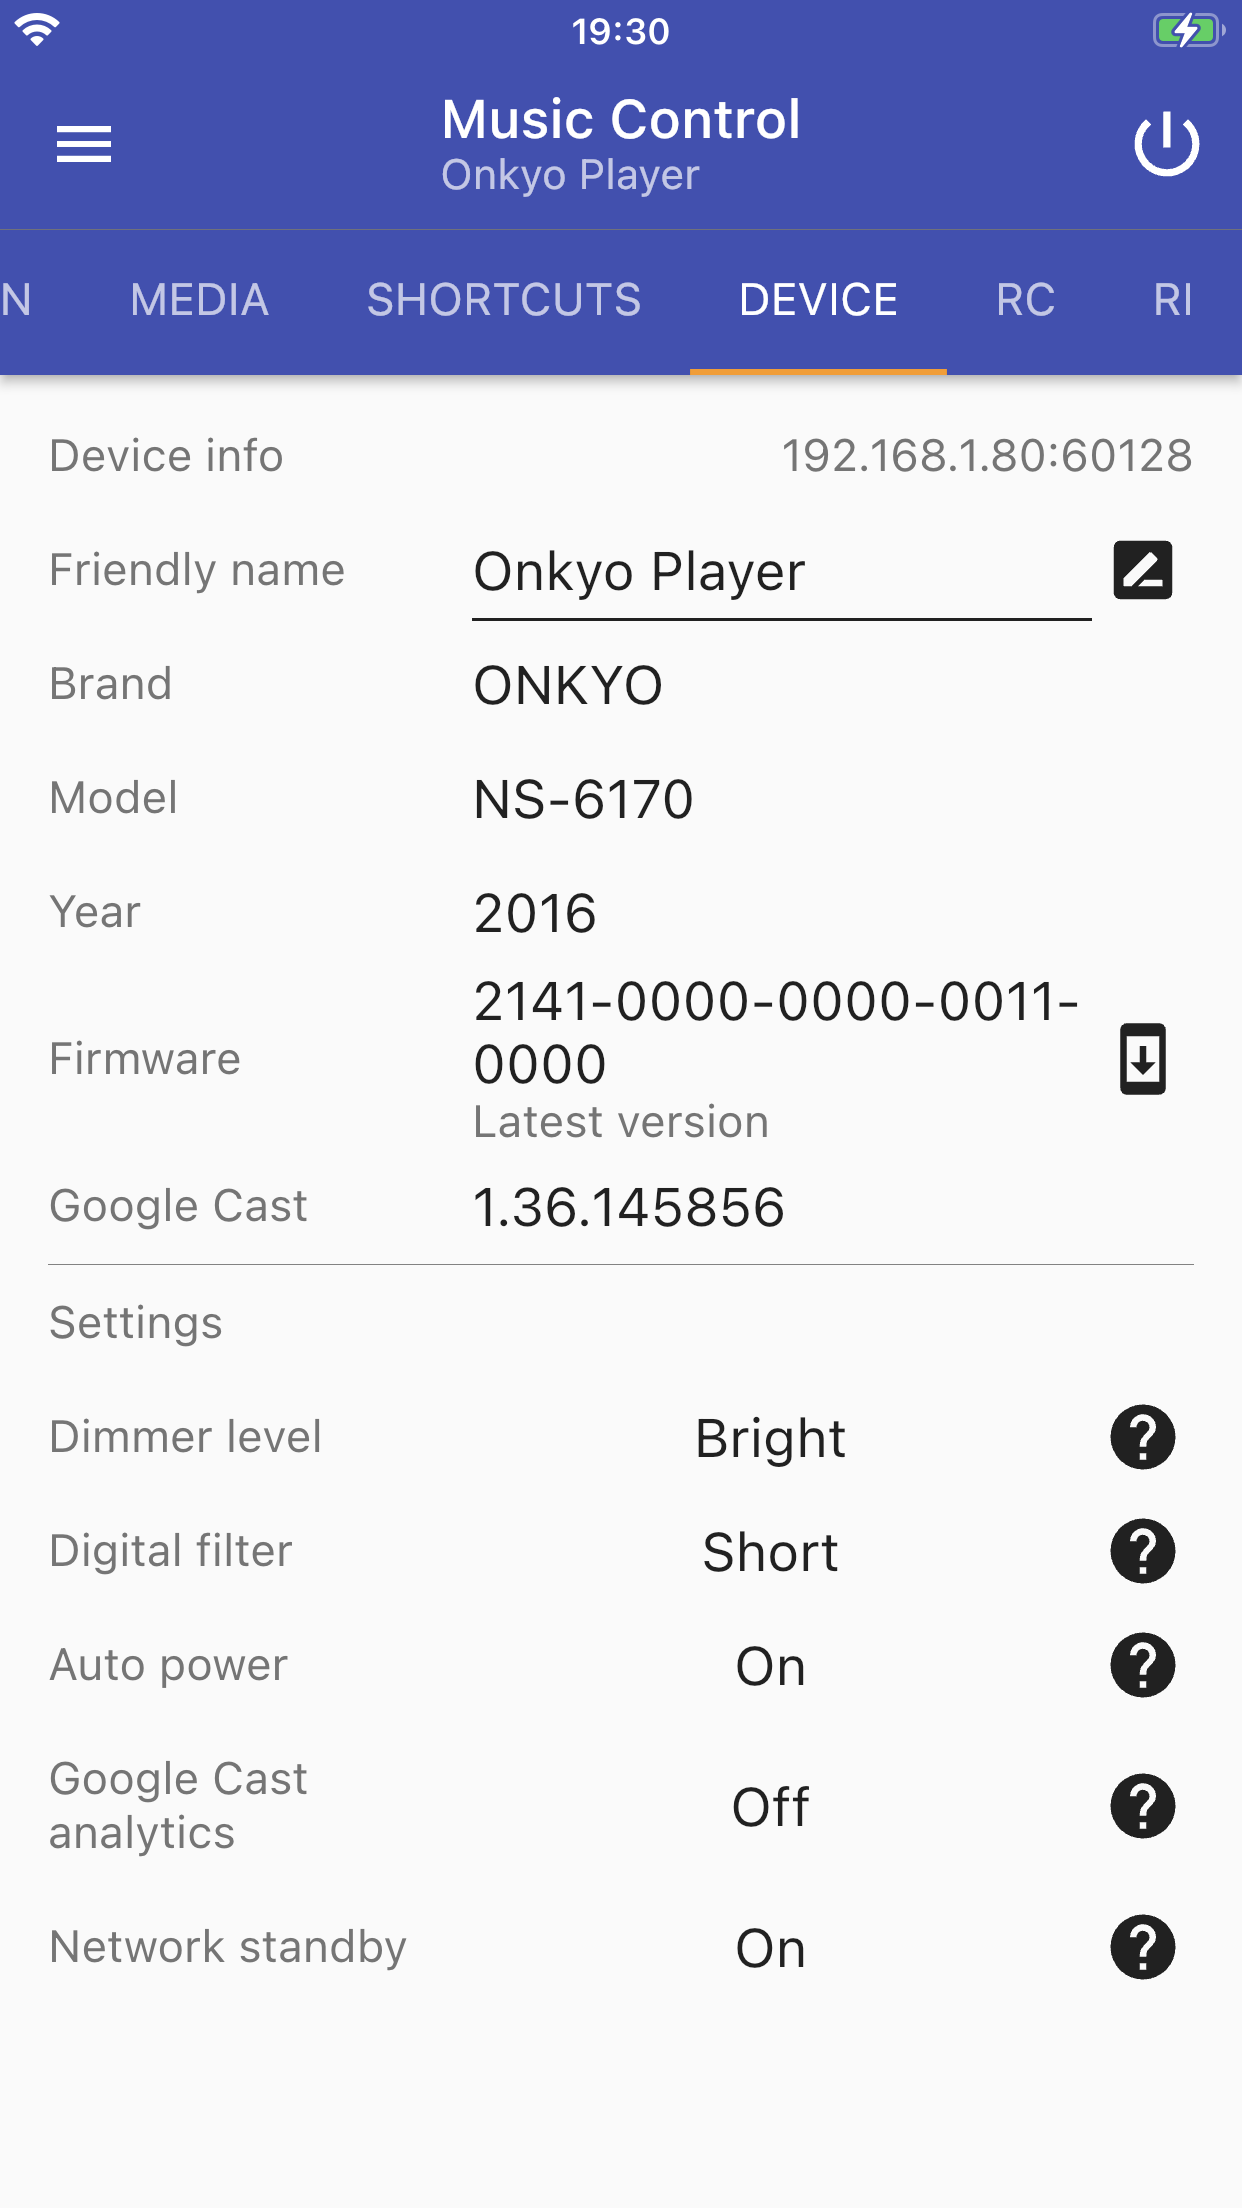 19:30
Music Control
Onkyo Player
N MEDIA SHORTCUTS DEVICE RC RI
Device info 192.168.1.80:60128
Friendly name Onkyo Player
Brand ONKYO
Model NS-6170
Year 2016
Firmware 2141-0000-0000-0011-
0000
Latest version
Google Cast 1.36.145856
Settings
Dimmer level Bright
Digital filter Short
Auto power On
Google Cast
analytics Off
Network standby On